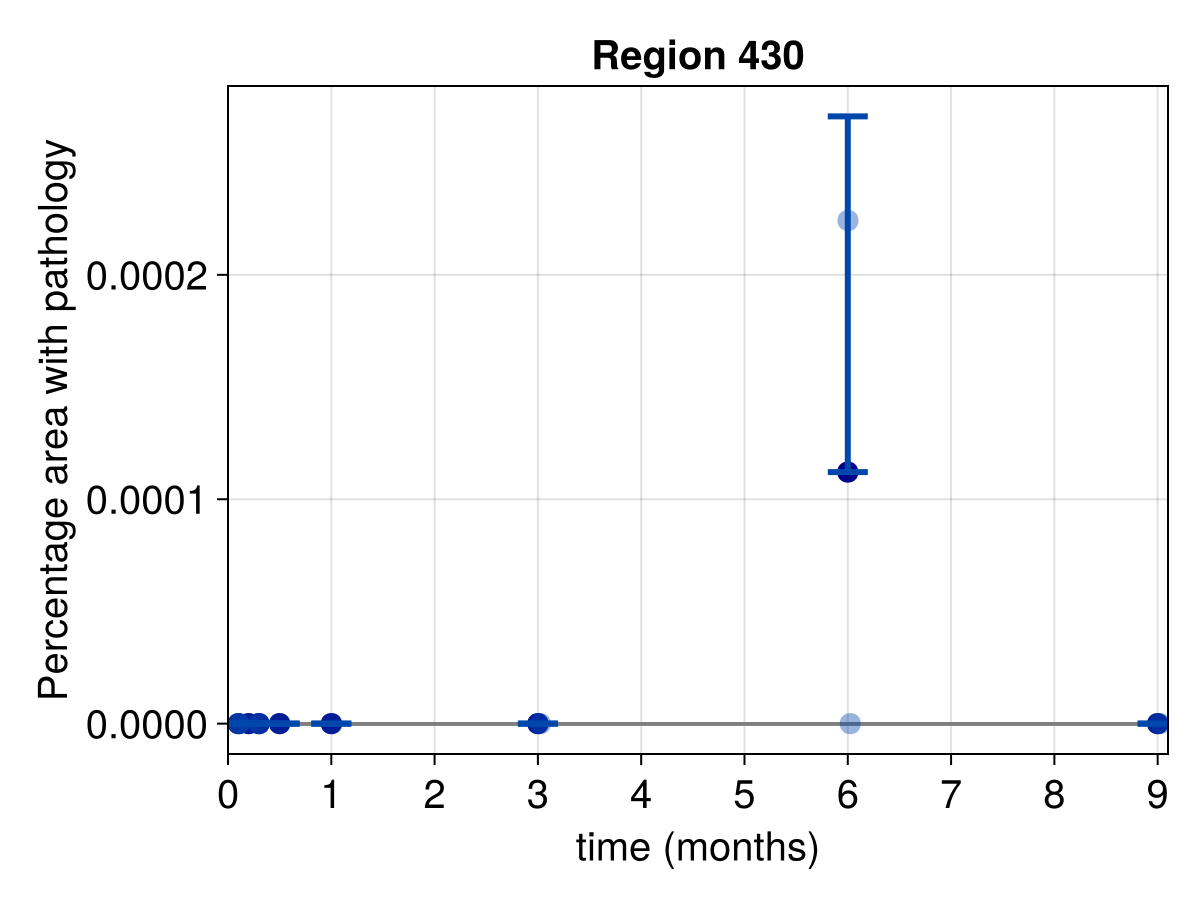 Region 430
Percentage area with pathology
0.0002
0.0001
0.0000
0 1 2 3 4 5 6 7 8 9
time (months)